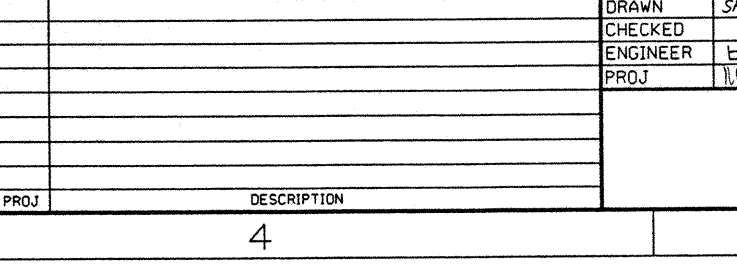 DRAWN
CHECKED
ENGINEER
PROJ
PROJ DESCRIPTION
4